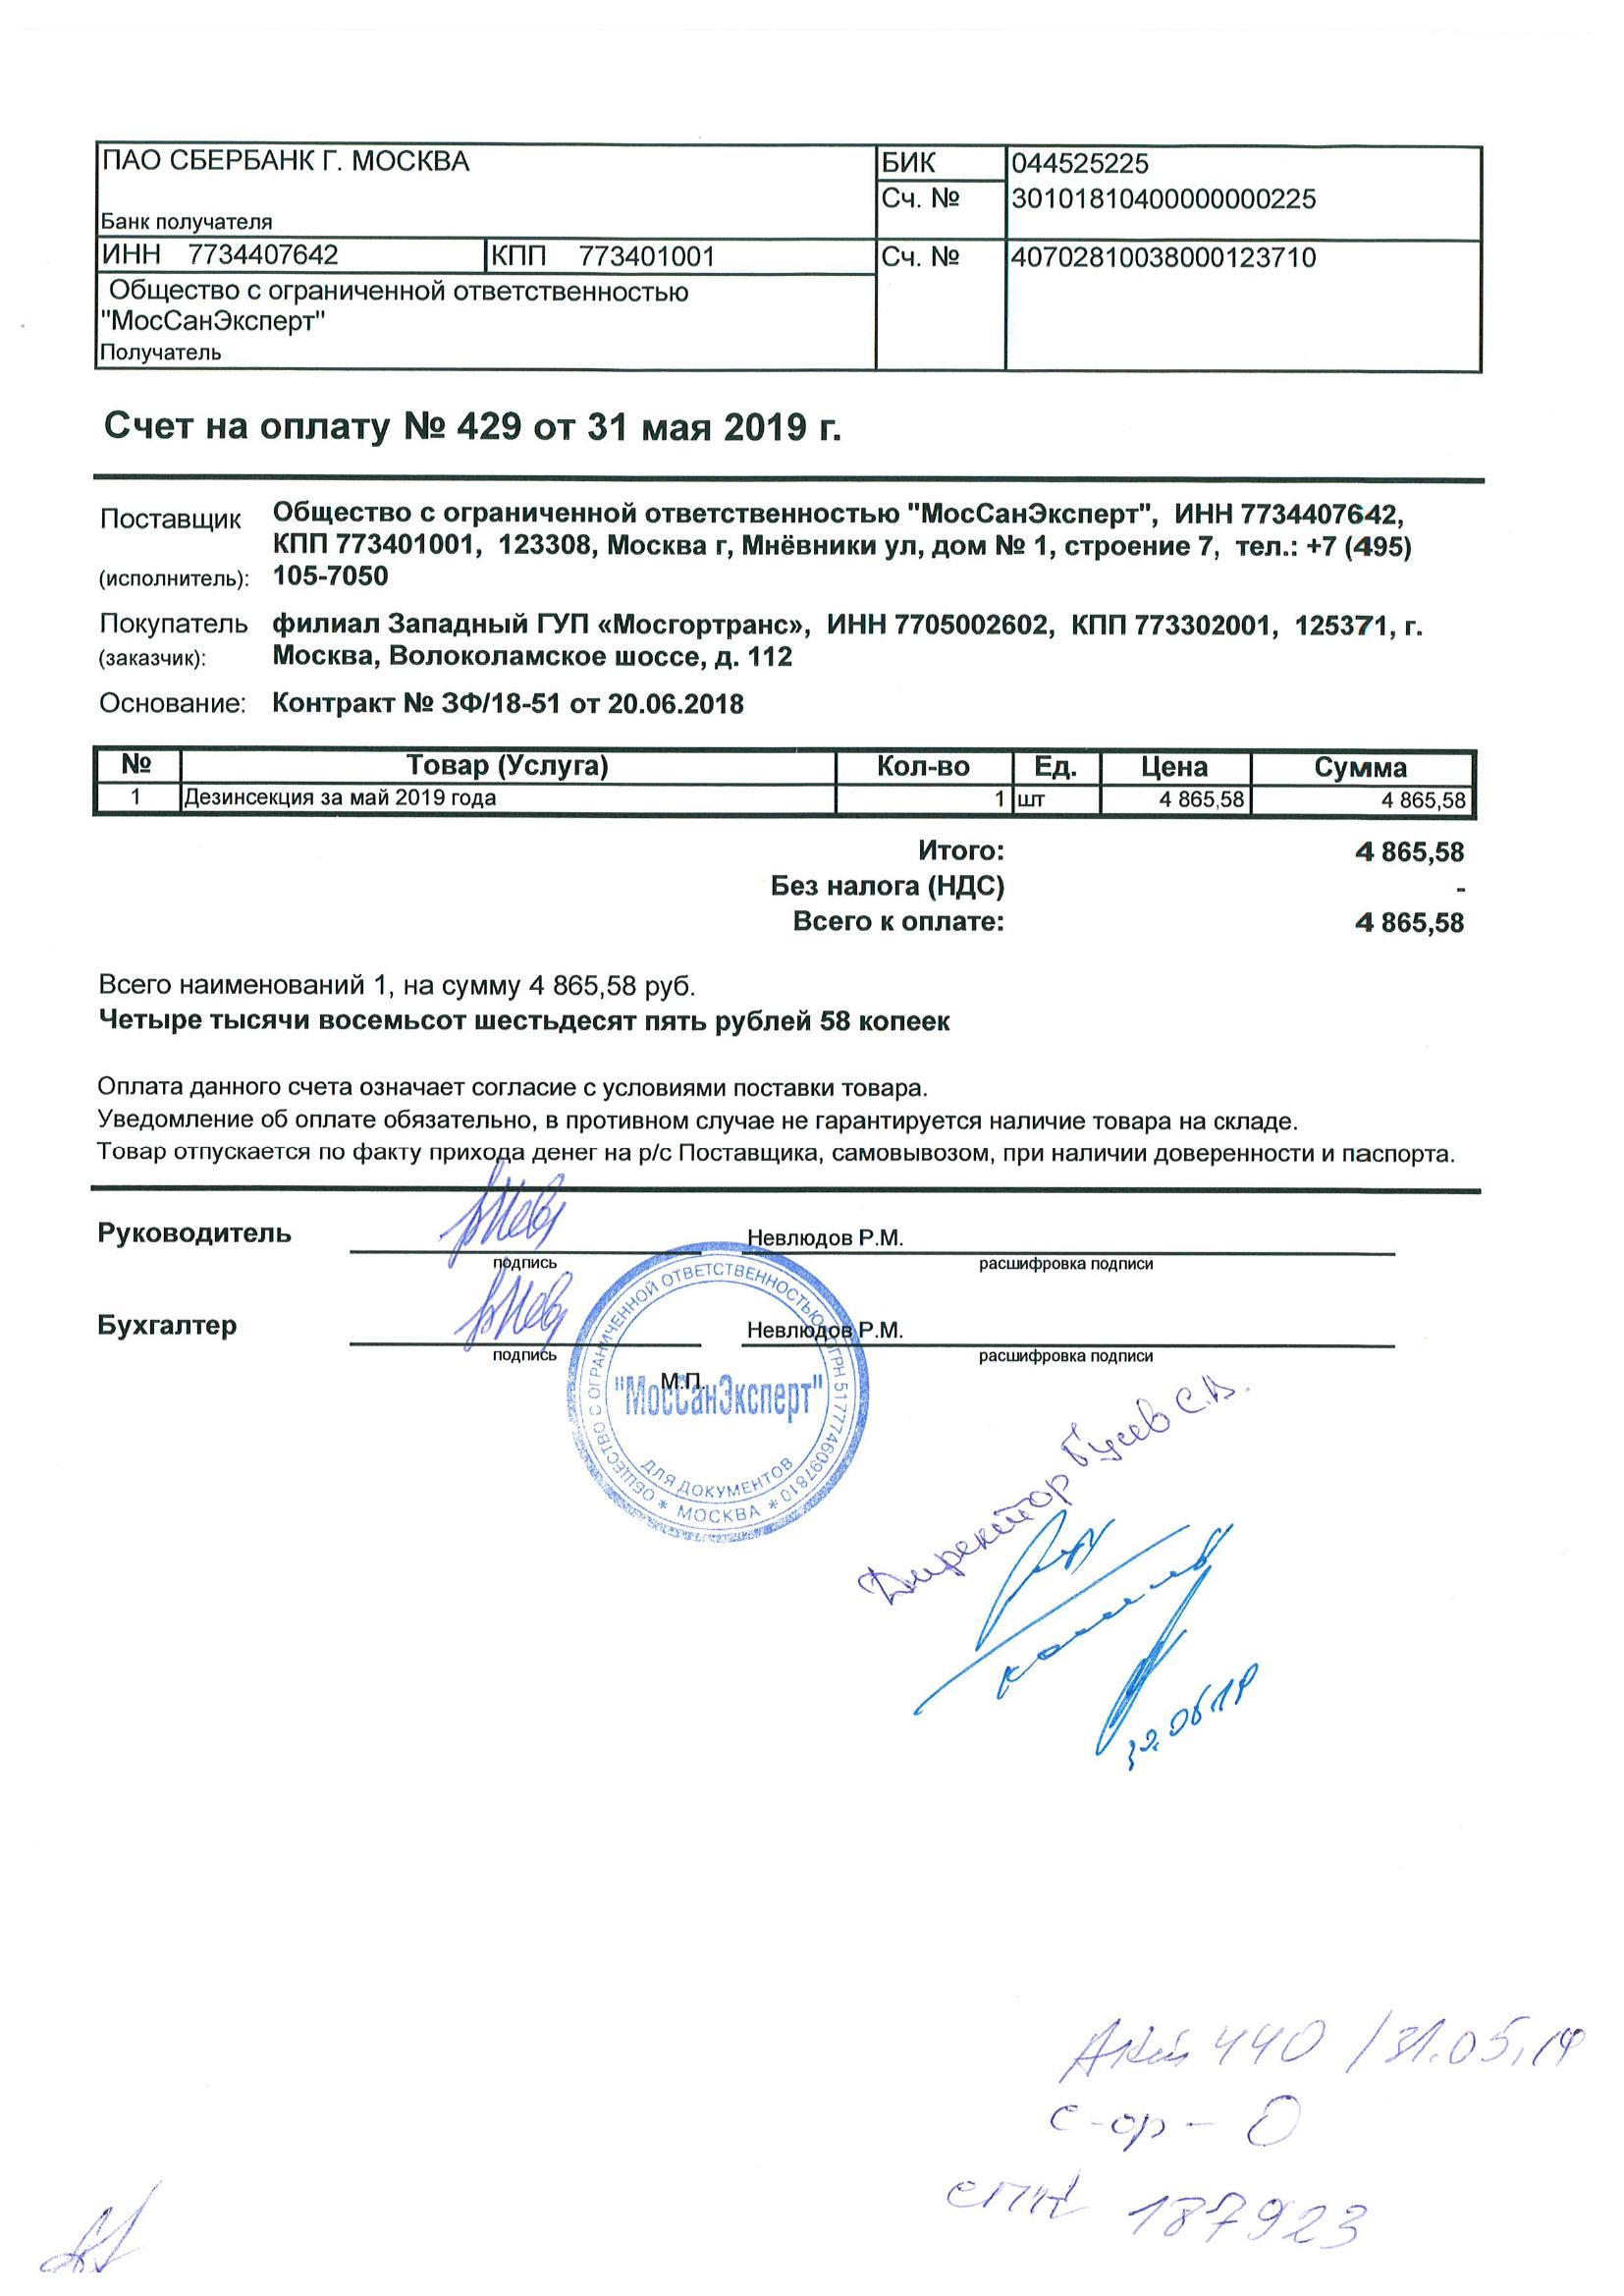 ПАО СБЕРБАНК Г. МОСКВА
БИК 044525225
Сч. № 30101810400000000225
Банк получателя
ИНН 7734407642 КПП 773401001 Сч. № 40702810038000123710
Общество с ограниченной ответственностью
"МосСанЭксперт"
Получатель
Счет на оплату № 429 от 31 мая 2019 г.
Поставщик (исполнитель): Общество с ограниченной ответственностью "МосСанЭксперт", ИНН 7734407642,
КПП 773401001, 123308, Москва г, Мнёвники ул, дом № 1, строение 7, тел.: +7 (495)
105-7050
Покупатель (заказчик): филиал Западный ГУП «Мосгортранс», ИНН 7705002602, КПП 773302001, 125371, г.
Москва, Волоколамское шоссе, д. 112
Основание: Контракт № ЗФ/18-51 от 20.06.2018
№ Товар (Услуга) Кол-во Ед. Цена Сумма
1 Дезинсекция за май 2019 года 1 шт 4 865,58 4 865,58
Итого: 4 865,58
Без налога (НДС) -
Всего к оплате: 4 865,58
Всего наименований 1, на сумму 4 865,58 руб.
Четыре тысячи восемьсот шестьдесят пять рублей 58 копеек
Оплата данного счета означает согласие с условиями поставки товара.
Уведомление об оплате обязательно, в противном случае не гарантируется наличие товара на складе.
Товар отпускается по факту прихода денег на р/с Поставщика, самовывозом, при наличии доверенности и паспорта.
Руководитель Невлюдов Р.М.
подпись расшифровка подписи
Бухгалтер Невлюдов Р.М.
подпись расшифровка подписи
М.П.
ОБЩЕСТВО С ОГРАНИЧЕННОЙ ОТВЕТСТВЕННОСТЬЮ ОГРН 5177746097810
"МосСанЭксперт"
ДЛЯ ДОКУМЕНТОВ
* МОСКВА *
Директор Гусев С.В.
Акт 440 /31.05.19
с-ф - 0
187923